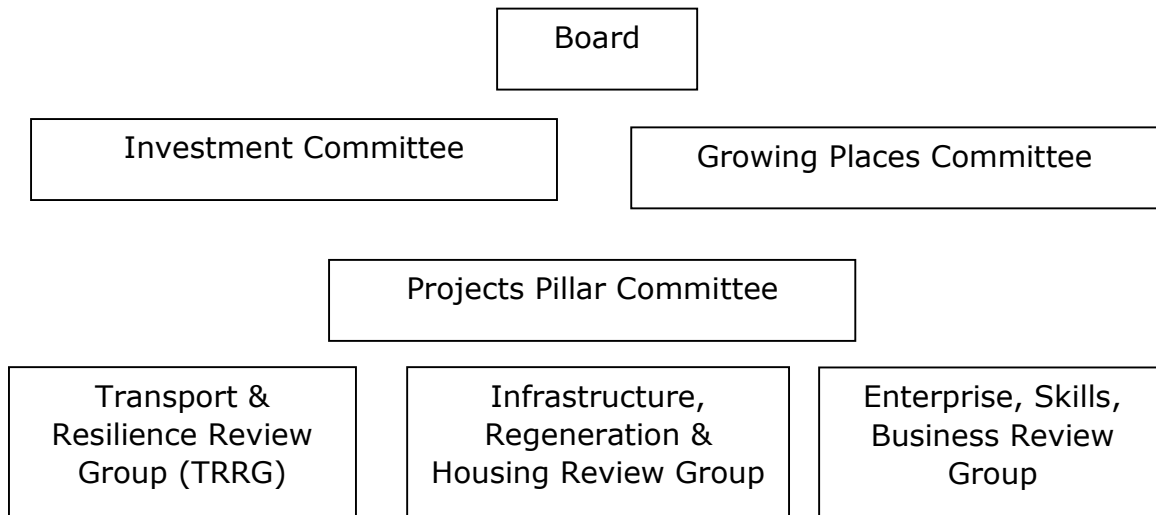 Board
Investment Committee
Growing Places Committee
Projects Pillar Committee
Transport &
Resilience Review
Group (TRRG)
Infrastructure,
Regeneration &
Housing Review Group
Enterprise, Skills,
Business Review
Group